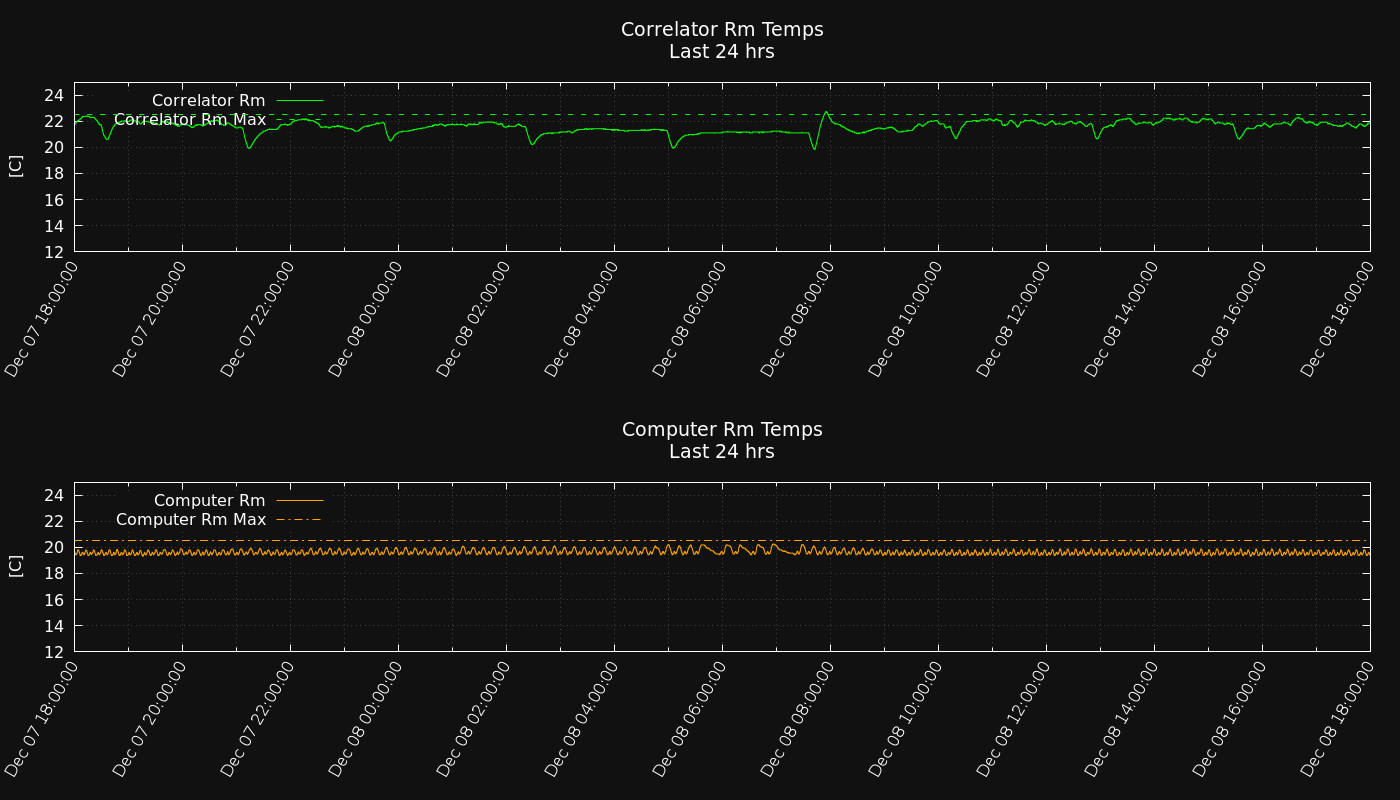 Correlator Rm Temps
Last 24 hrs
Correlator Rm
Correlator Rm Max
[C]
24
22
20
18
16
14
12
Dec 07 18:00:00
Dec 07 20:00:00
Dec 07 22:00:00
Dec 08 00:00:00
Dec 08 02:00:00
Dec 08 04:00:00
Dec 08 06:00:00
Dec 08 08:00:00
Dec 08 10:00:00
Dec 08 12:00:00
Dec 08 14:00:00
Dec 08 16:00:00
Dec 08 18:00:00
Computer Rm Temps
Last 24 hrs
Computer Rm
Computer Rm Max
[C]
24
22
20
18
16
14
12
Dec 07 18:00:00
Dec 07 20:00:00
Dec 07 22:00:00
Dec 08 00:00:00
Dec 08 02:00:00
Dec 08 04:00:00
Dec 08 06:00:00
Dec 08 08:00:00
Dec 08 10:00:00
Dec 08 12:00:00
Dec 08 14:00:00
Dec 08 16:00:00
Dec 08 18:00:00